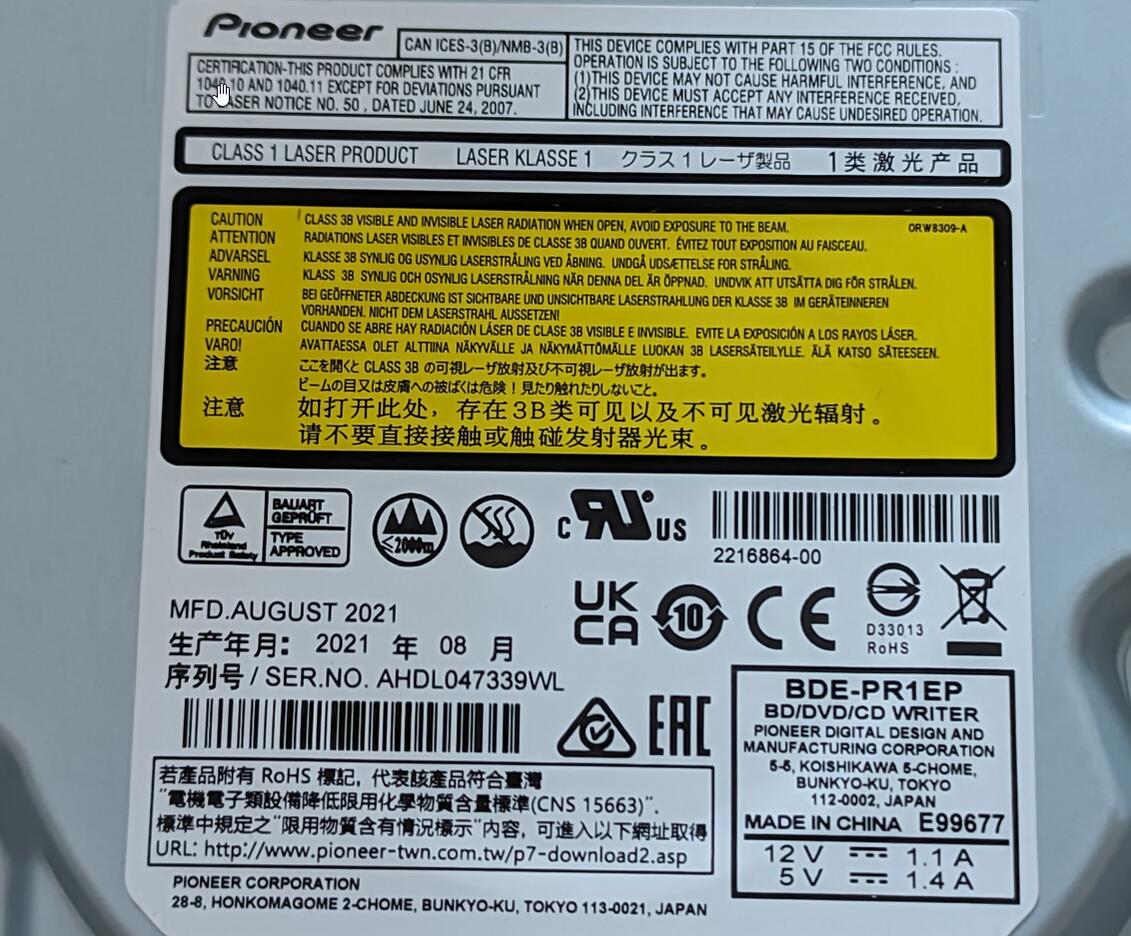 Pioneer
CAN ICES-3(B)/NMB-3(B)
CERTIFICATION-THIS PRODUCT COMPLIES WITH 21 CFR
1040.10 AND 1040.11 EXCEPT FOR DEVIATIONS PURSUANT
TO LASER NOTICE NO. 50 , DATED JUNE 24, 2007.
THIS DEVICE COMPLIES WITH PART 15 OF THE FCC RULES.
OPERATION IS SUBJECT TO THE FOLLOWING TWO CONDITIONS :
(1)THIS DEVICE MAY NOT CAUSE HARMFUL INTERFERENCE, AND
(2)THIS DEVICE MUST ACCEPT ANY INTERFERENCE RECEIVED,
INCLUDING INTERFERENCE THAT MAY CAUSE UNDESIRED OPERATION.
CLASS 1 LASER PRODUCT LASER KLASSE 1 クラス 1 レーザ製品 1类激光产品
CAUTION CLASS 3B VISIBLE AND INVISIBLE LASER RADIATION WHEN OPEN, AVOID EXPOSURE TO THE BEAM. ORW8309-A
ATTENTION RADIATIONS LASER VISIBLES ET INVISIBLES DE CLASSE 3B QUAND OUVERT. ÉVITEZ TOUT EXPOSITION AU FAISCEAU.
ADVARSEL KLASSE 3B SYNLIG OG USYNLIG LASERSTRÅLING VED ÅBNING. UNDGÅ UDSÆTTELSE FOR STRÅLING.
VARNING KLASS 3B SYNLIG OCH OSYNLIG LASERSTRÅLNING NÄR DENNA DEL ÄR ÖPPNAD. UNDVIK ATT UTSÄTTA DIG FÖR STRÅLEN.
VORSICHT BEI GEÖFFNETER ABDECKUNG IST SICHTBARE UND UNSICHTBARE LASERSTRAHLUNG DER KLASSE 3B IM GERÄTEINNEREN
VORHANDEN. NICHT DEM LASERSTRAHL AUSSETZEN!
PRECAUCIÓN CUANDO SE ABRE HAY RADIACIÓN LÁSER DE CLASE 3B VISIBLE E INVISIBLE. EVITE LA EXPOSICIÓN A LOS RAYOS LÁSER.
VARO! AVATTAESSA OLET ALTTIINA NÄKYVÄLLE JA NÄKYMÄTTÖMÄLLE LUOKAN 3B LASERSÄTEILYLLE. ÄLÄ KATSO SÄTEESEEN.
注意 ここを開くと CLASS 3B の可視レーザ放射及び不可視レーザ放射が出ます。
ビームの目又は皮膚への被ばくは危険！見たり触れたりしないこと。
注意 如打开此处，存在3B类可见以及不可见激光辐射。
请不要直接接触或触碰发射器光束。
TÜV
Rheinland
Product Safety
BAUART
GEPRÜFT
TYPE
APPROVED
≤2000m
c RU US
2216864-00
UK
CA
10
CE
D33013
RoHS
MFD.AUGUST 2021
生产年月: 2021 年 08 月
序列号 / SER.NO. AHDL047339WL
EAC
BDE-PR1EP
BD/DVD/CD WRITER
PIONEER DIGITAL DESIGN AND
MANUFACTURING CORPORATION
5-5, KOISHIKAWA 5-CHOME,
BUNKYO-KU, TOKYO
112-0002, JAPAN
MADE IN CHINA E99677
12 V 1.1 A
5 V 1.4 A
若產品附有 RoHS 標記，代表該產品符合臺灣
"電機電子類設備降低限用化學物質含量標準(CNS 15663)"．
標準中規定之"限用物質含有情況標示"內容，可進入以下網址取得
URL: http://www.pioneer-twn.com.tw/p7-download2.asp
PIONEER CORPORATION
28-8, HONKOMAGOME 2-CHOME, BUNKYO-KU, TOKYO 113-0021, JAPAN